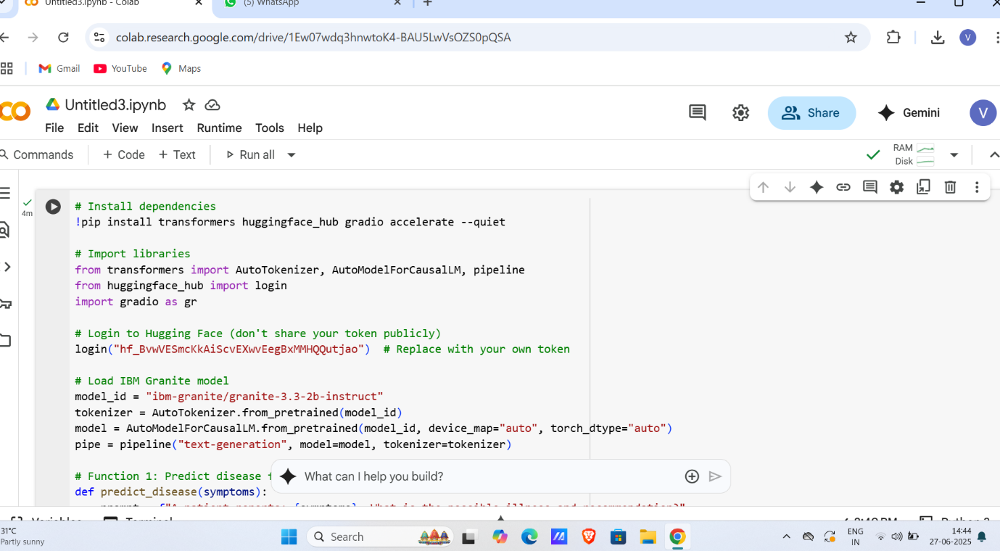 Untitled3.ipynb - Colab
(5) WhatsApp
colab.research.google.com/drive/1Ew07wdq3hnwtoK4-BAU5LwVsOZS0pQSA
V
Gmail
YouTube
Maps
Untitled3.ipynb
Share
Gemini
V
File Edit View Insert Runtime Tools Help
Commands + Code + Text Run all
RAM
Disk
4m
# Install dependencies
!pip install transformers huggingface_hub gradio accelerate --quiet
# Import libraries
from transformers import AutoTokenizer, AutoModelForCausalLM, pipeline
from huggingface_hub import login
import gradio as gr
# Login to Hugging Face (don't share your token publicly)
login("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")  # Replace with your own token
# Load IBM Granite model
model_id = "ibm-granite/granite-3.3-2b-instruct"
tokenizer = AutoTokenizer.from_pretrained(model_id)
model = AutoModelForCausalLM.from_pretrained(model_id, device_map="auto", torch_dtype="auto")
pipe = pipeline("text-generation", model=model, tokenizer=tokenizer)
# Function 1: Predict disease
What can I help you build?
def predict_disease(symptoms):
Variables
Terminal
31°C
Partly sunny
Search
ENG
IN
14:44
27-06-2025